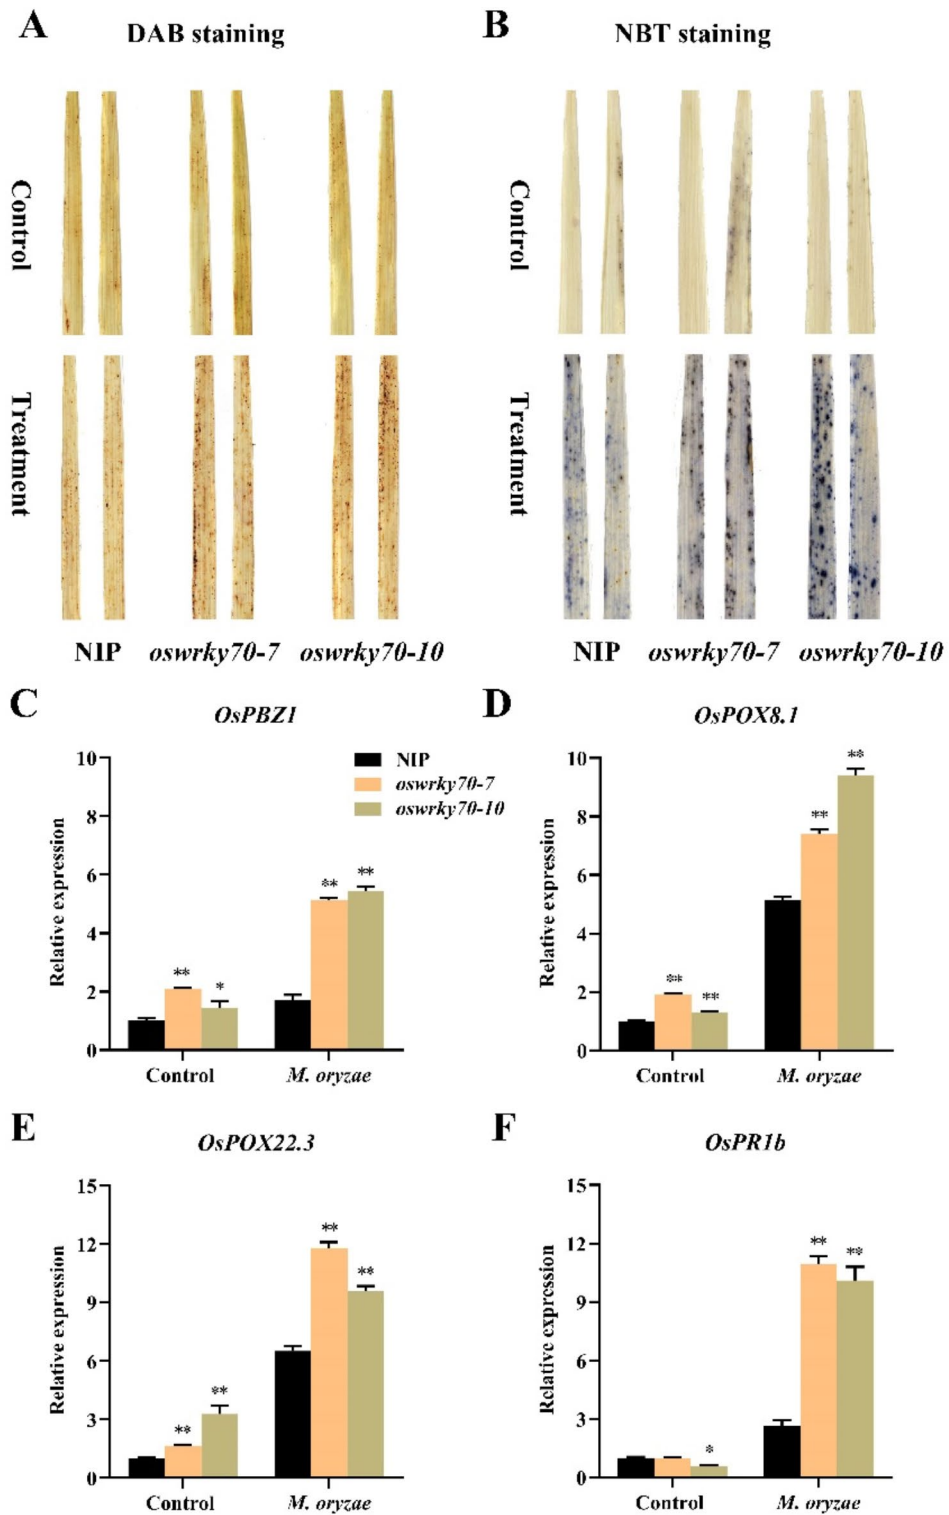 A DAB staining
B NBT staining
Control
Treatment
NIP oswrky70-7 oswrky70-10
Control
Treatment
NIP oswrky70-7 oswrky70-10
C OsPBZ1
NIP
oswrky70-7
oswrky70-10
Relative expression
10
8
6
4
2
0
** *
** **
Control M. oryzae
D OsPOX8.1
Relative expression
10
8
6
4
2
0
** **
** **
Control M. oryzae
E OsPOX22.3
Relative expression
15
12
9
6
3
0
** **
** **
Control M. oryzae
F OsPR1b
Relative expression
15
12
9
6
3
0
*
** **
Control M. oryzae